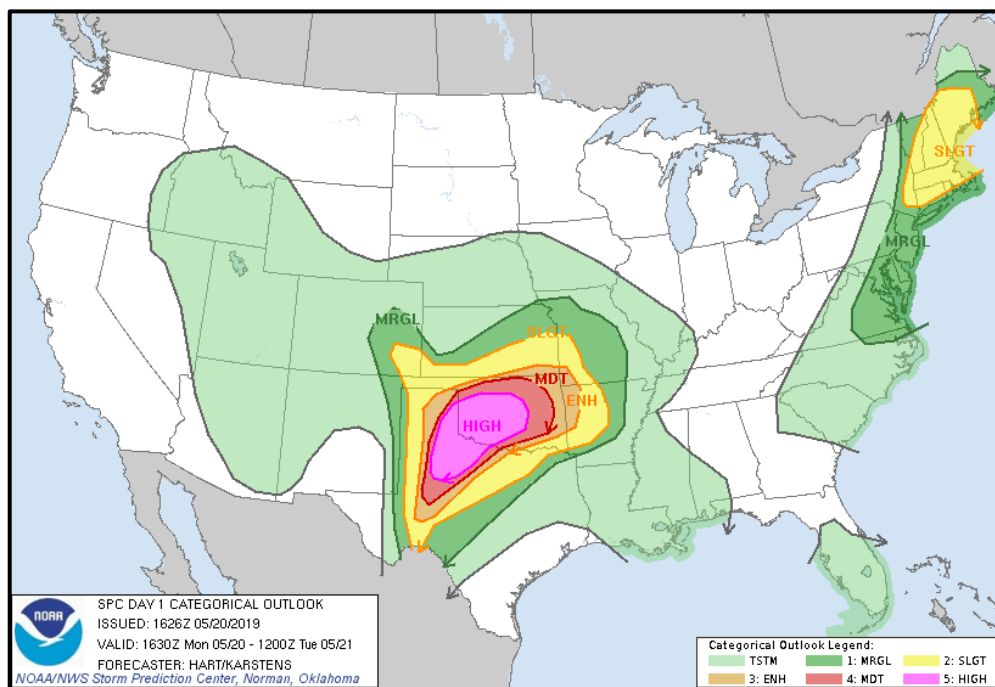 SLGT
MRGL
MRGL
SLGT
MDT
ENH
HIGH
NOAA
SPC DAY 1 CATEGORICAL OUTLOOK
ISSUED: 1626Z 05/20/2019
VALID: 1630Z Mon 05/20 - 1200Z Tue 05/21
FORECASTER: HART/KARSTENS
NOAA/NWS Storm Prediction Center, Norman, Oklahoma
Categorical Outlook Legend:
TSTM 1: MRGL 2: SLGT
3: ENH 4: MDT 5: HIGH